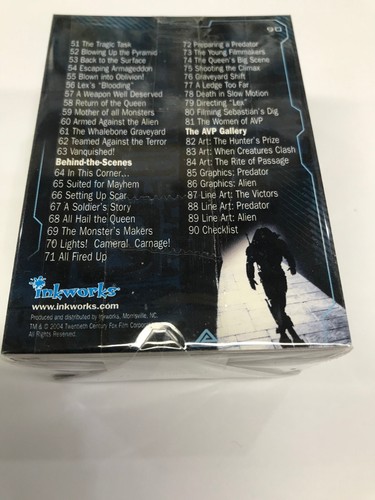 90
51 The Tragic Task
52 Blowing Up the Pyramid
53 Back to the Surface
54 Escaping Armageddon
55 Blown into Oblivion!
56 Lex's "Blooding"
57 A Weapon Well Deserved
58 Return of the Queen
59 Mother of all Monsters
60 Armed Against the Alien
61 The Whalebone Graveyard
62 Teamed Against the Terror
63 Vanquished!
Behind-the-Scenes
64 In This Corner...
65 Suited for Mayhem
66 Setting Up Scar
67 A Soldier's Story
68 All Hail the Queen
69 The Monster's Makers
70 Lights! Camera! Carnage!
71 All Fired Up
72 Preparing a Predator
73 The Young Filmmakers
74 The Queen's Big Scene
75 Shooting the Climax
76 Graveyard Shift
77 A Ledge Too Far
78 Death in Slow Motion
79 Directing "Lex"
80 Filming Sebastián's Dig
81 The Women of AVP
The AVP Gallery
82 Art: The Hunter's Prize
83 Art: When Creatures Clash
84 Art: The Rite of Passage
85 Graphics: Predator
86 Graphics: Alien
87 Line Art: The Victors
88 Line Art: Predator
89 Line Art: Alien
90 Checklist
inkworks
www.inkworks.com
Produced and distributed by Inkworks, Morrisville, NC.
TM & © 2004 Twentieth Century Fox Film
All Rights Reserved.